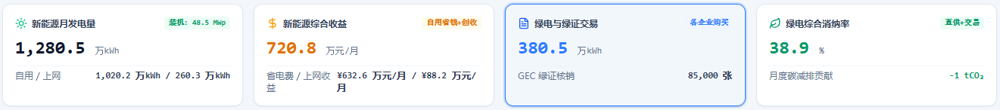 新能源月发电量 装机: 48.5 MWp
1,280.5 万kWh
自用 / 上网 1,020.2 万kWh / 260.3 万kWh
新能源综合收益 自用省钱+创收
720.8 万元/月
省电费 / 上网收益 ¥632.6 万元/月 / ¥88.2 万元/月
绿电与绿证交易 各企业购买
380.5 万kWh
GEC 绿证核销 85,000 张
绿电综合消纳率 直供+交易
38.9 %
月度碳减排贡献 -1 tCO₂